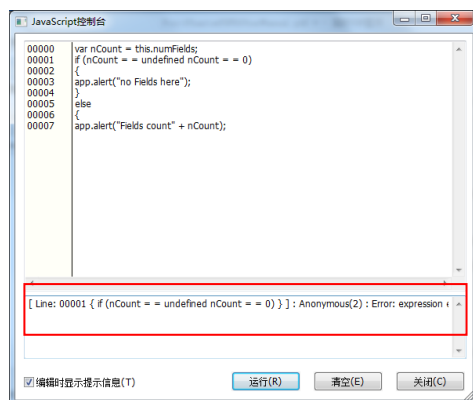 JavaScript控制台
00000 var nCount = this.numFields;
00001 if (nCount = = undefined nCount = = 0)
00002 {
00003 app.alert("no Fields here");
00004 }
00005 else
00006 {
00007 app.alert("Fields count" + nCount);
[ Line: 00001 { if (nCount = = undefined nCount = = 0) } ] : Anonymous(2) : Error: expression
编辑时显示提示信息(T)
运行(R)
清空(E)
关闭(C)